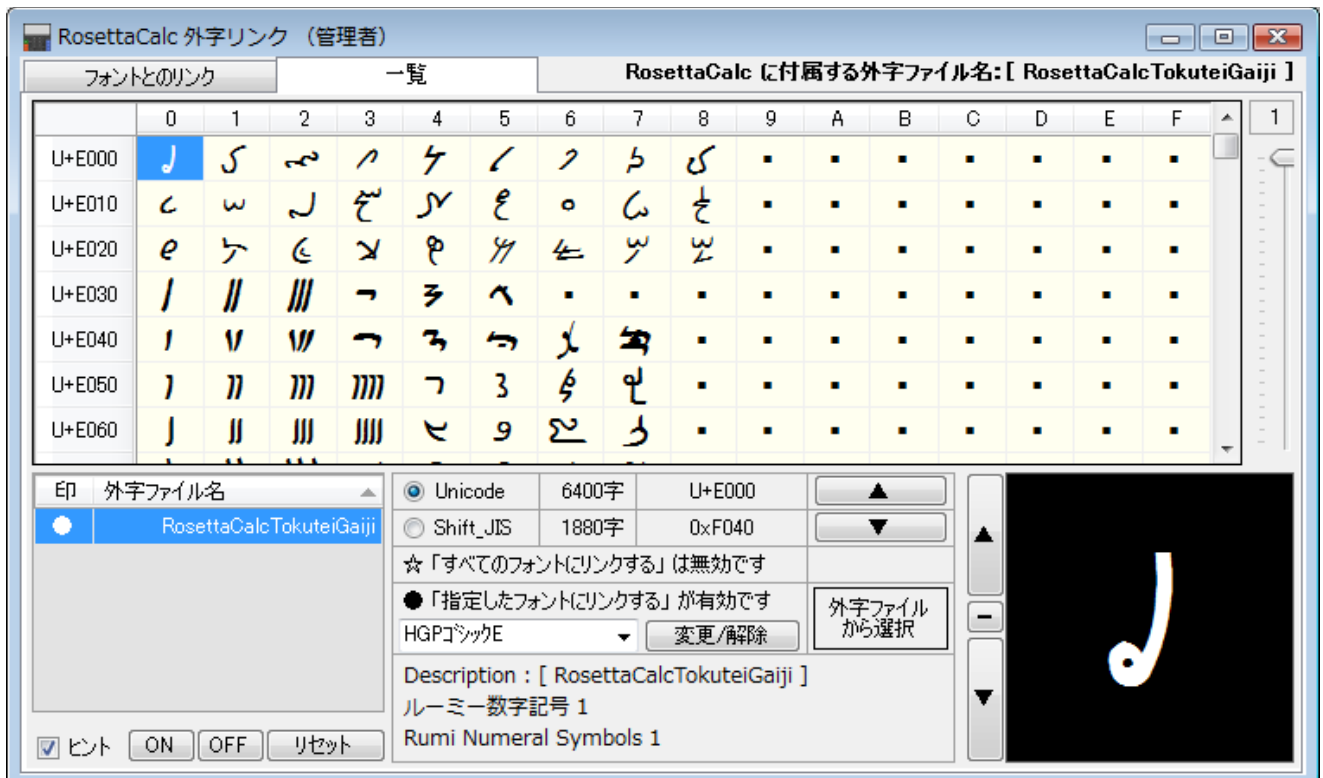 RosettaCalc 外字リンク （管理者）
フォントとのリンク 一覧 RosettaCalc に付属する外字ファイル名：[ RosettaCalcTokuteiGaiji ]
0 1 2 3 4 5 6 7 8 9 A B C D E F 1
U+E000
U+E010
U+E020
U+E030
U+E040
U+E050
U+E060
印 外字ファイル名
RosettaCalcTokuteiGaiji
Unicode 6400字 U+E000 ▲
Shift_JIS 1880字 0xF040 ▼
☆「すべてのフォントにリンクする」は無効です
●「指定したフォントにリンクする」が有効です
HGPゴシックE 変更/解除
外字ファイル
から選択
Description : [ RosettaCalcTokuteiGaiji ]
ルーミー数字記号 1
Rumi Numeral Symbols 1
ヒント ON OFF リセット